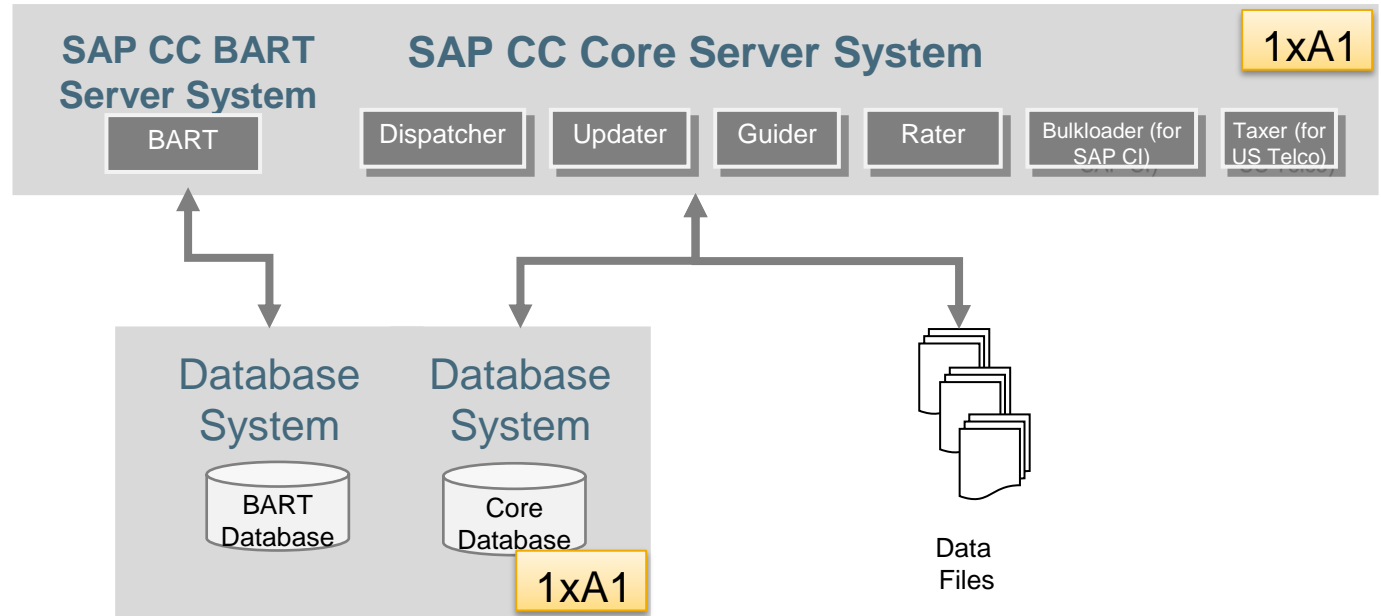 SAP CC BART
Server System
SAP CC Core Server System
1xA1
BART
Dispatcher
Updater
Guider
Rater
Bulkloader (for
SAP CI)
Taxer (for
US Telco)
Database
System
Database
System
BART
Database
Core
Database
1xA1
Data
Files